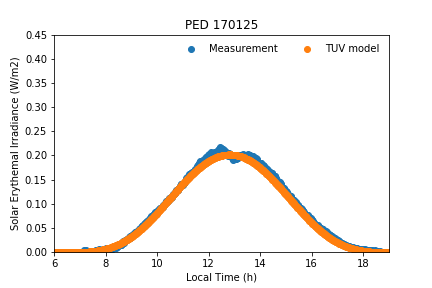 PED 170125
Measurement
TUV model
Solar Erythemal Irradiance (W/m2)
0.45
0.40
0.35
0.30
0.25
0.20
0.15
0.10
0.05
0.00
6 8 10 12 14 16 18
Local Time (h)